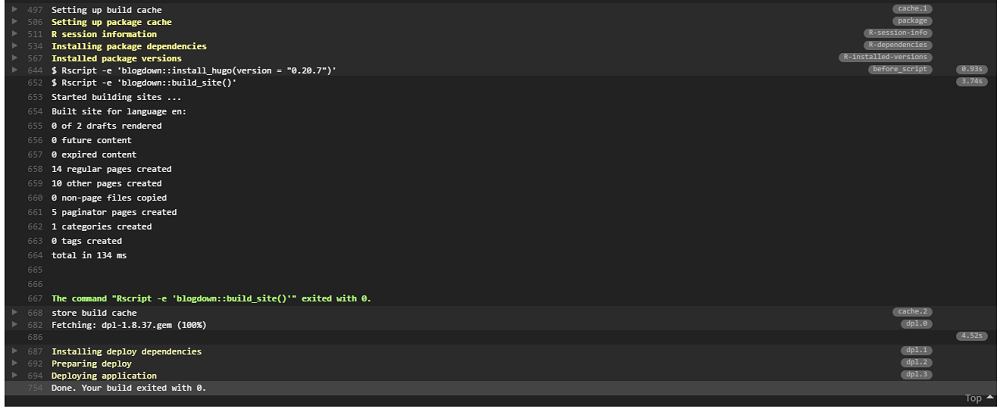 497 Setting up build cache cache.1
506 Setting up package cache package
511 R session information R-session-info
534 Installing package dependencies R-dependencies
567 Installed package versions R-installed-versions
644 $ Rscript -e 'blogdown::install_hugo(version = "0.20.7")' before_script 0.93s
652 $ Rscript -e 'blogdown::build_site()' 3.74s
653 Started building sites ...
654 Built site for language en:
655 0 of 2 drafts rendered
656 0 future content
657 0 expired content
658 14 regular pages created
659 10 other pages created
660 0 non-page files copied
661 5 paginator pages created
662 1 categories created
663 0 tags created
664 total in 134 ms
665
666
667 The command "Rscript -e 'blogdown::build_site()'" exited with 0.
668 store build cache cache.2
682 Fetching: dpl-1.8.37.gem (100%) dpl.0
686 4.52s
687 Installing deploy dependencies dpl.1
692 Preparing deploy dpl.2
694 Deploying application dpl.3
754 Done. Your build exited with 0.
Top